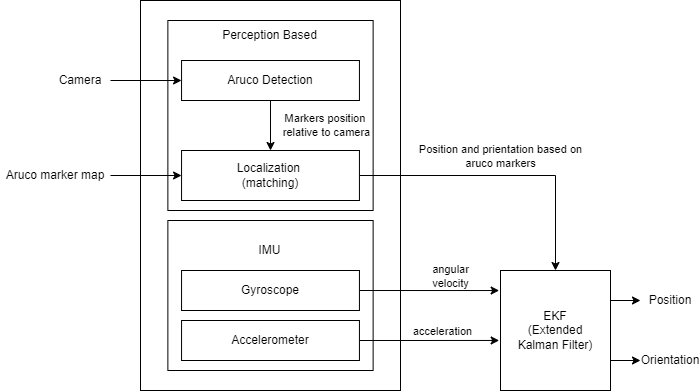 Perception Based
Camera
Aruco Detection
Markers position
relative to camera
Aruco marker map
Localization
(matching)
Position and prientation based on
aruco markers
IMU
Gyroscope
angular
velocity
Accelerometer
acceleration
EKF
(Extended
Kalman Filter)
Position
Orientation